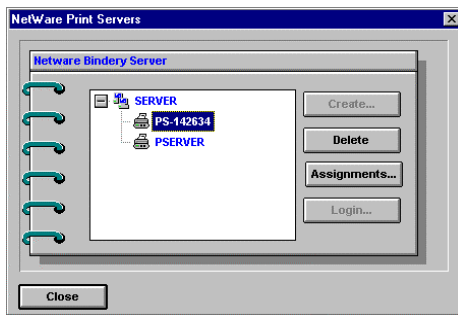 NetWare Print Servers
Netware Bindery Server
SERVER
PS-142634
PSERVER
Create...
Delete
Assignments...
Login...
Close